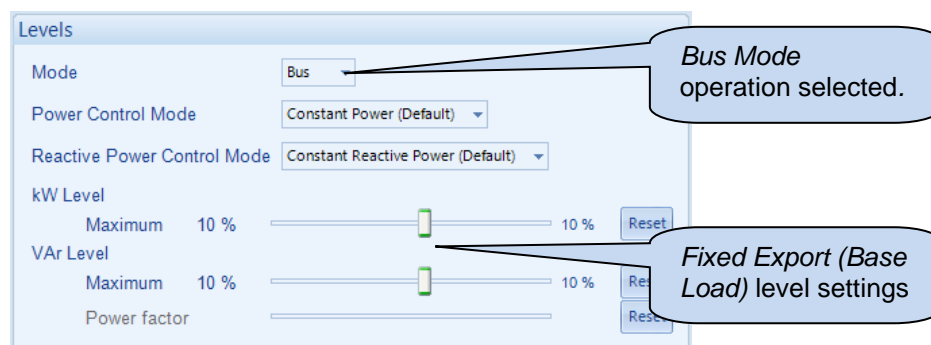 Levels
Mode Bus
Bus Mode
operation selected.
Power Control Mode Constant Power (Default)
Reactive Power Control Mode Constant Reactive Power (Default)
kW Level
Maximum 10 % 10 % Reset
VAr Level
Fixed Export (Base
Load) level settings
Maximum 10 % 10 %
Power factor Reset